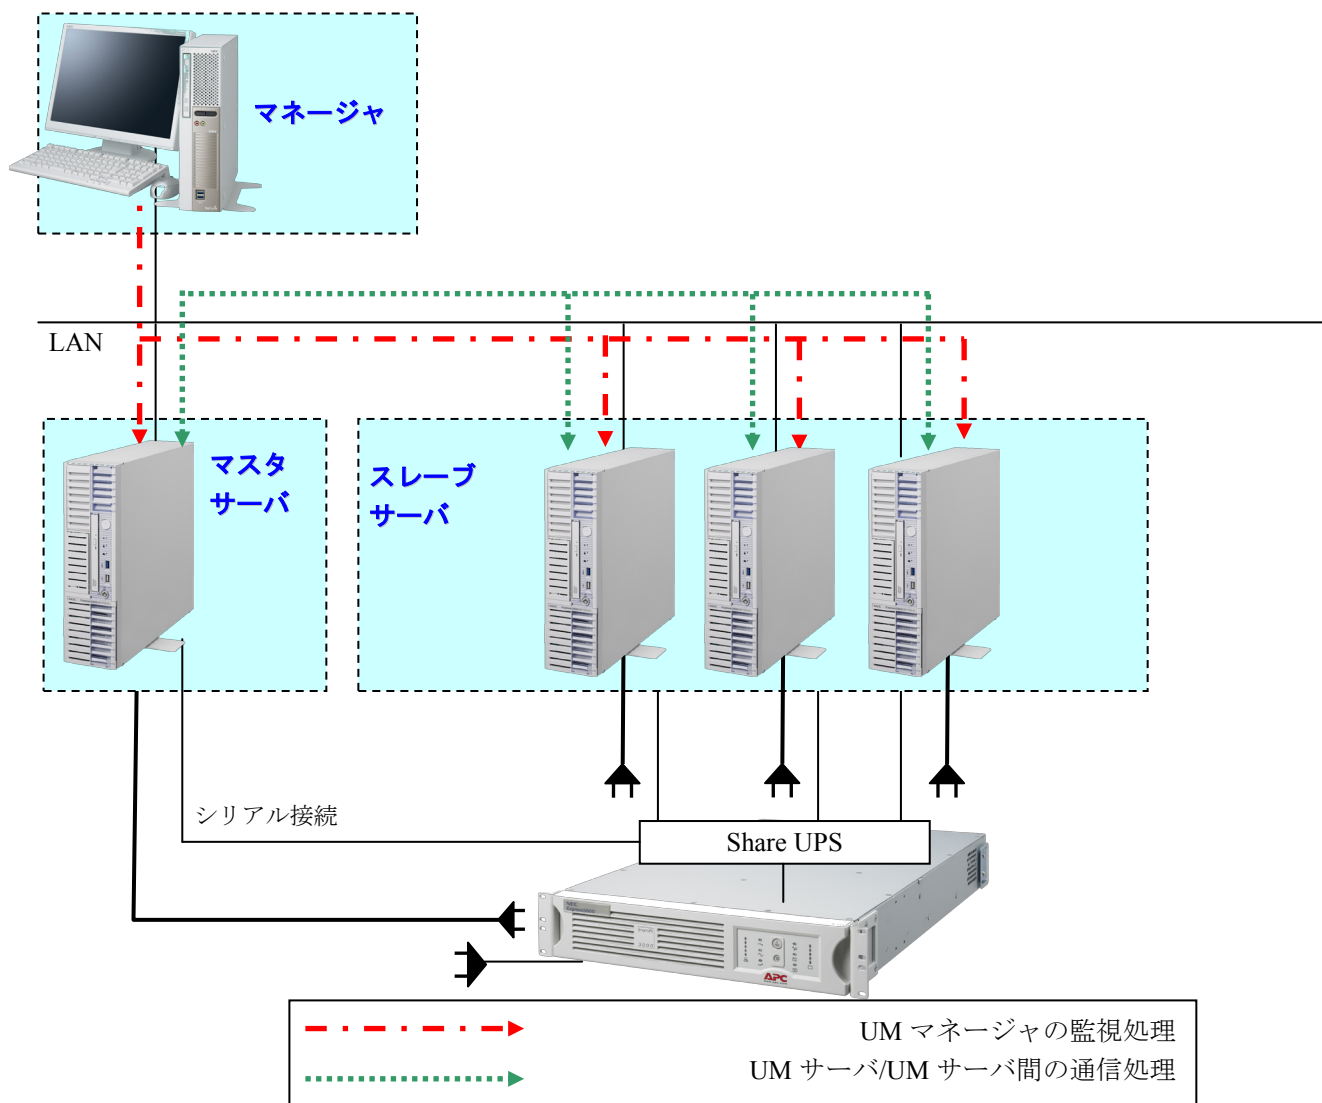 マネージャ
LAN
マスタ
サーバ
スレーブ
サーバ
シリアル接続
Share UPS
3000
APC
UM マネージャの監視処理
UM サーバ/UM サーバ間の通信処理